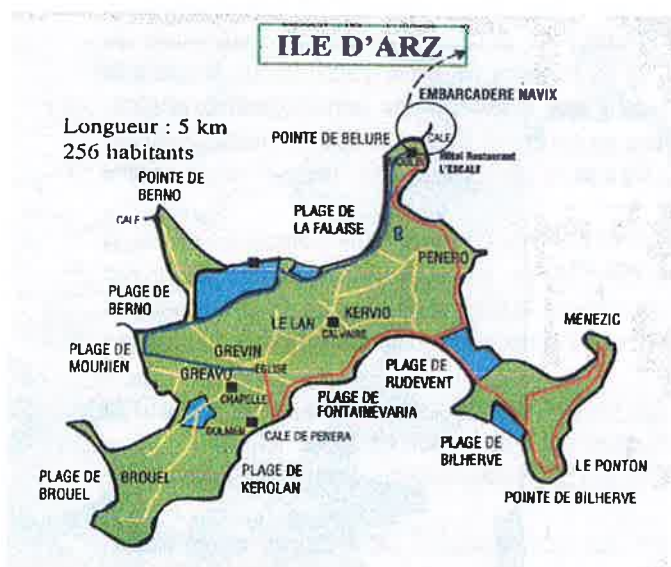 ILE D'ARZ
EMBARCADERE NAVIX
Longueur : 5 km
256 habitants
POINTE DE BELURE
CALE
Hôtel Restaurant
L'ESCALE
POINTE DE
BERNO
CALE
PLAGE DE
LA FALAISE
PENERO
PLAGE DE
BERNO
LE LAN
KERVIO
CALVAIRE
MENEZIC
PLAGE DE
MOUNIEN
GREVIN
GREAVU
EGLISE
PLAGE DE
RUDEVENT
CHAPELLE
PLAGE DE
FONTAINEVARIA
DOLMEN
CALE DE PENERA
PLAGE DE
BILHERVE
PLAGE DE
BROUEL
BROUEL
PLAGE DE
KEROLAN
LE PONTON
POINTE DE BILHERVE